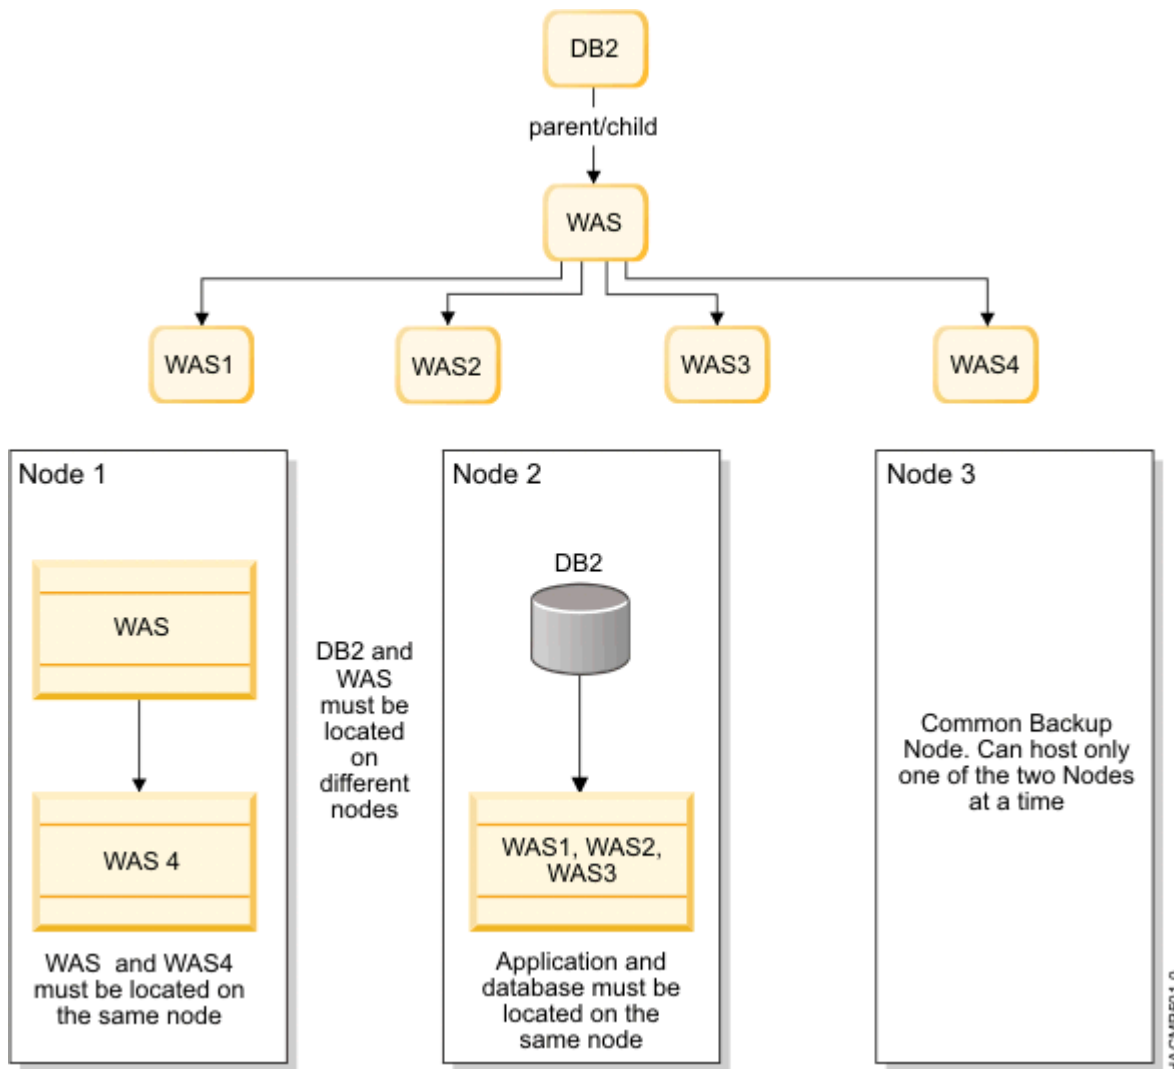 DB2
parent/child
WAS
WAS1
WAS2
WAS3
WAS4
Node 1
WAS
WAS 4
WAS and WAS4
must be located on
the same node
DB2 and
WAS
must be
located
on
different
nodes
Node 2
DB2
WAS1, WAS2,
WAS3
Application and
database must be
located on the
same node
Node 3
Common Backup
Node. Can host only
one of the two Nodes
at a time